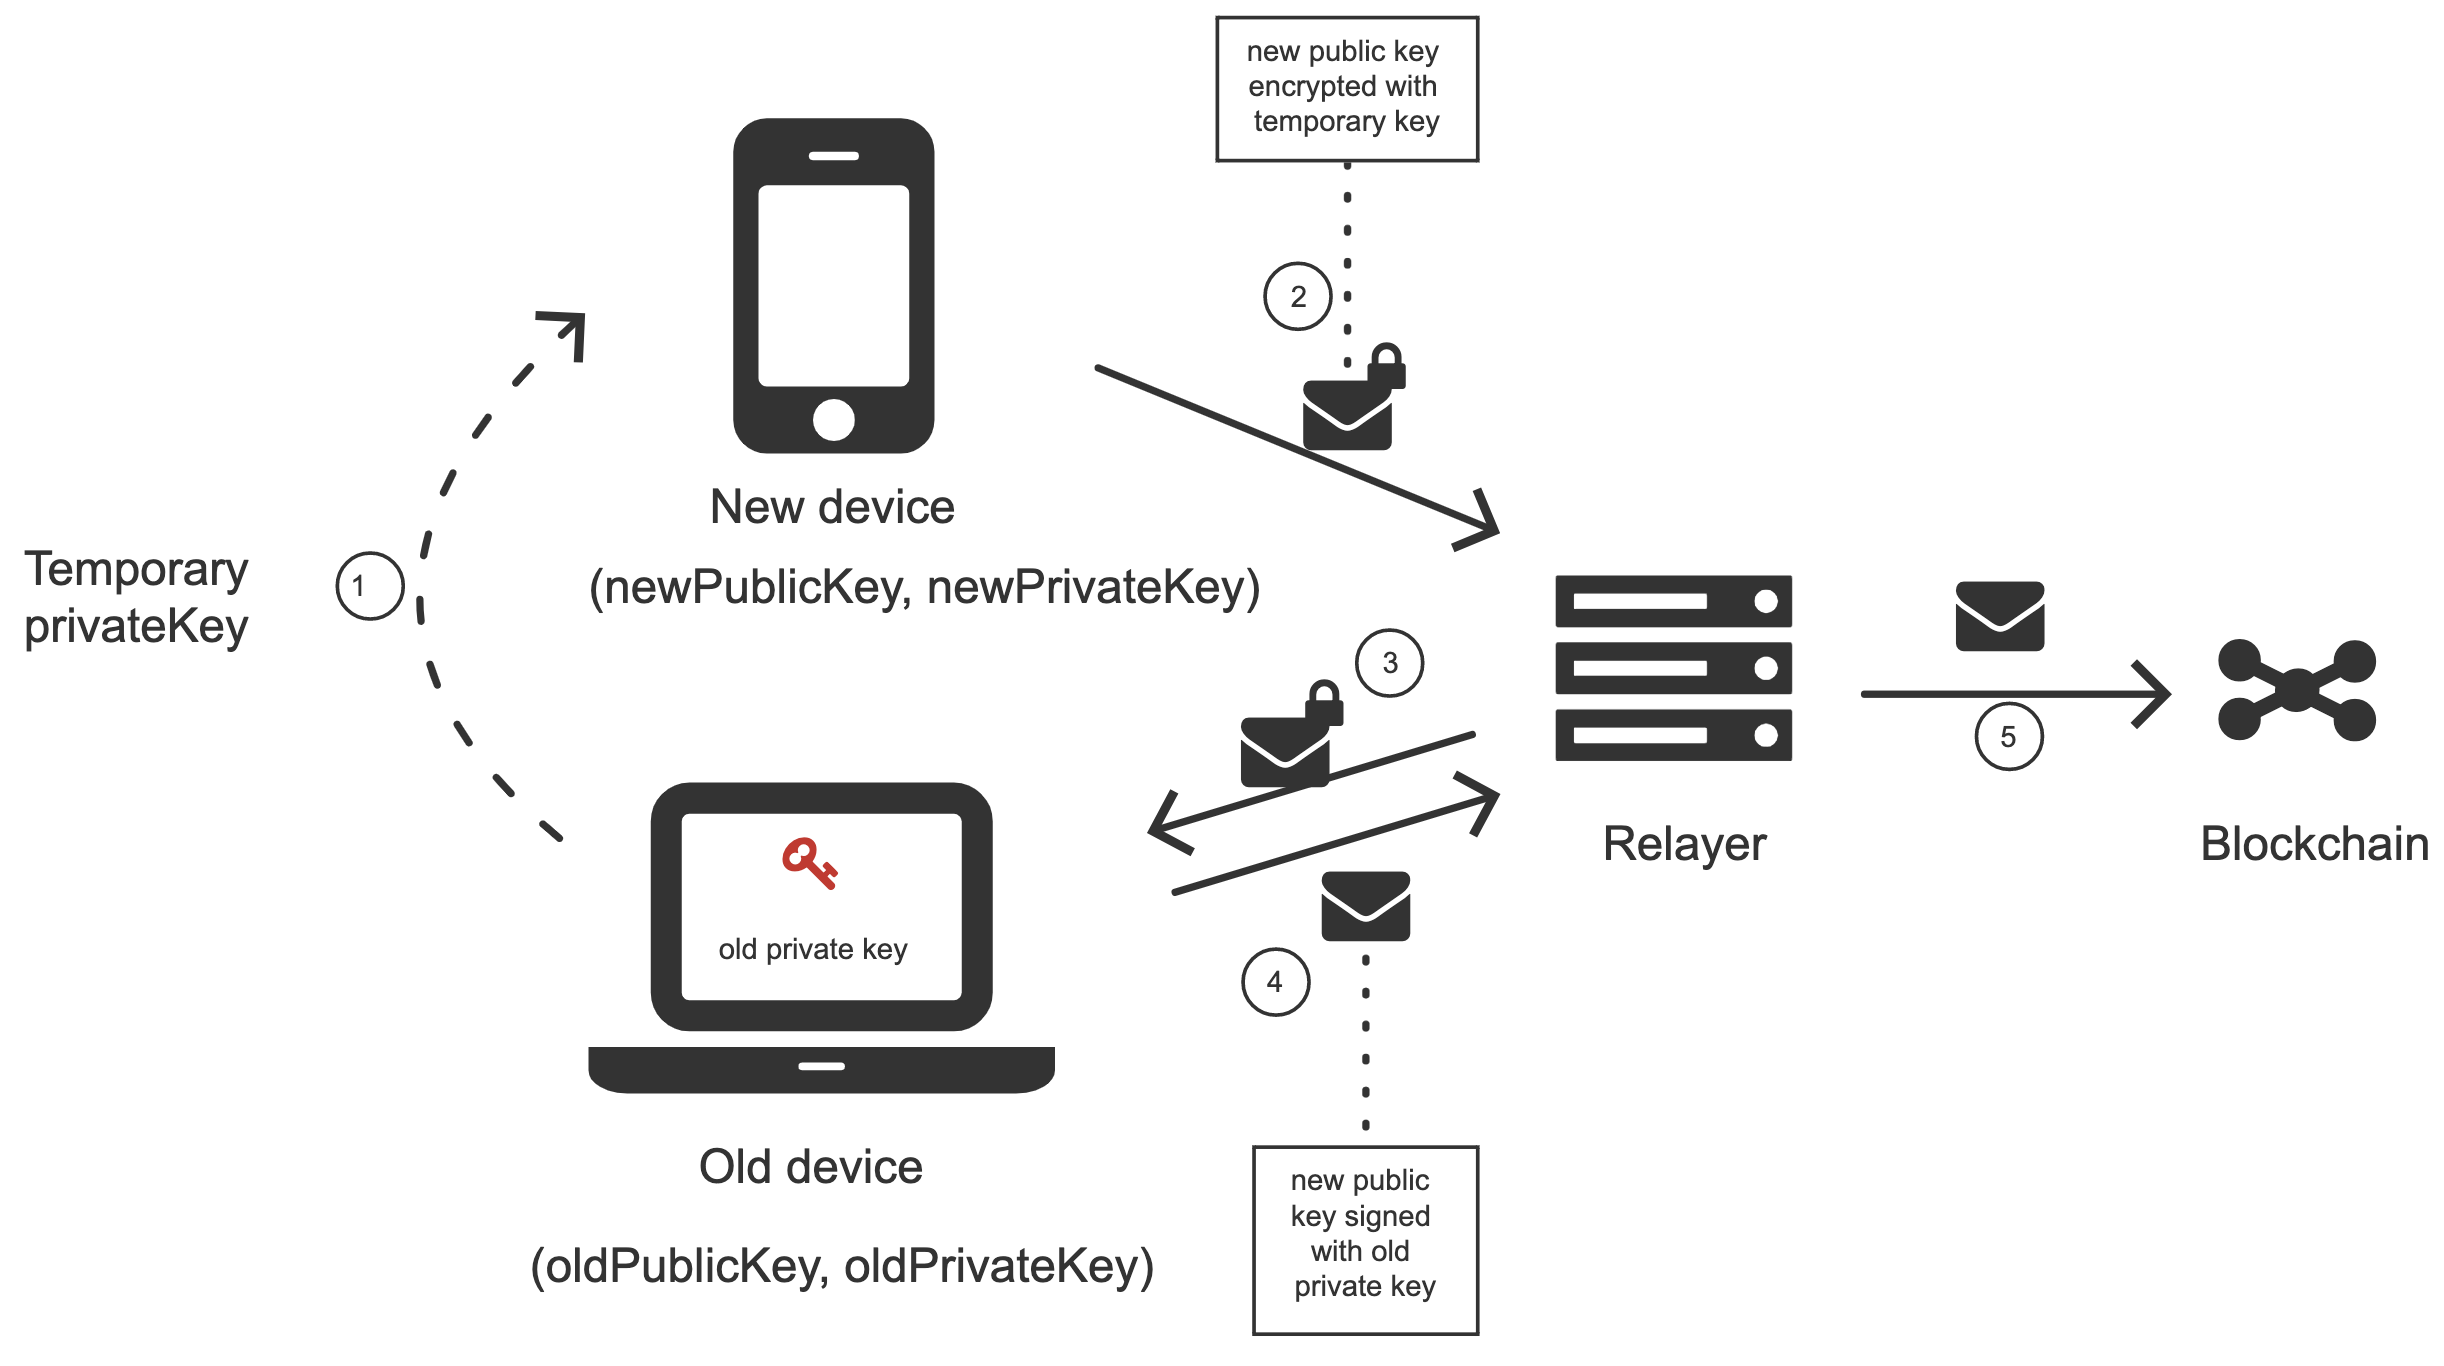 new public key
encrypted with
temporary key
2
New device
(newPublicKey, newPrivateKey)
Temporary
privateKey
1
3
5
Relayer
Blockchain
old private key
4
Old device
(oldPublicKey, oldPrivateKey)
new public
key signed
with old
private key